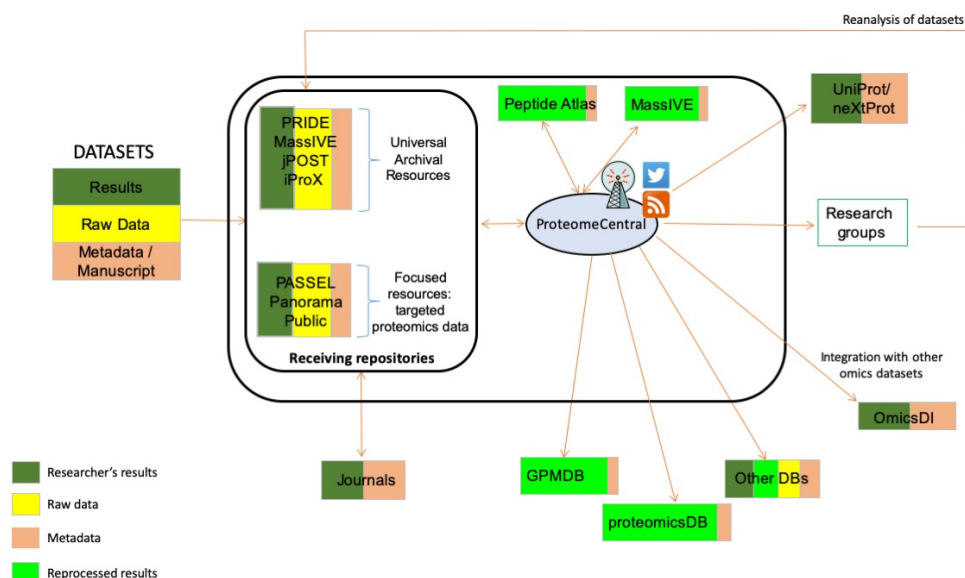 Reanalysis of datasets
Peptide Atlas
MassIVE
UniProt/
neXtProt
DATASETS
Results
Raw Data
Metadata /
Manuscript
PRIDE
MassIVE
jPOST
iProX
Universal
Archival
Resources
ProteomeCentral
Research
groups
PASSEL
Panorama
Public
Focused
resources:
targeted
proteomics data
Receiving repositories
Integration with other
omics datasets
OmicsDI
Journals
GPMDB
Other DBs
proteomicsDB
Researcher's results
Raw data
Metadata
Reprocessed results